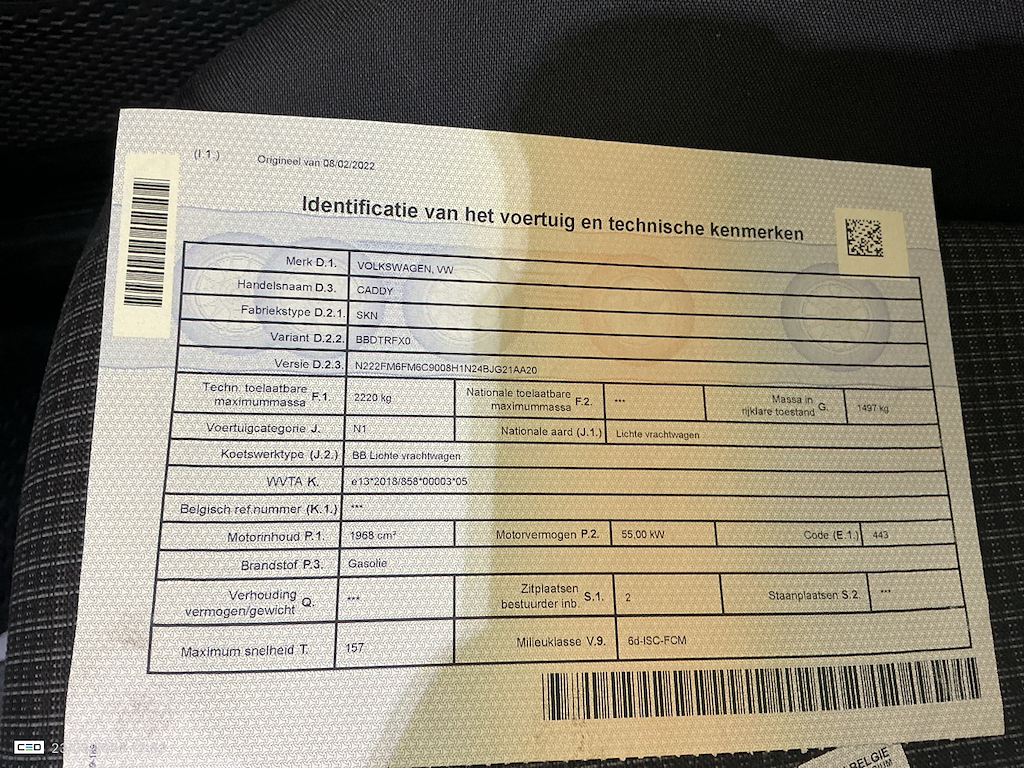 (I.1.) Origineel van 08/02/2022
Identificatie van het voertuig en technische kenmerken
Merk D.1. VOLKSWAGEN, VW
Handelsnaam D.3. CADDY
Fabriekstype D.2.1. SKN
Variant D.2.2. BBDTRFX0
Versie D.2.3. N222FM6FM6C9008H1N24BJG21AA20
Techn. toelaatbare maximummassa F.1. 2220 kg Nationale toelaatbare maximummassa F.2. *** Massa in rijklare toestand G. 1497 kg
Voertuigcategorie J. N1 Nationale aard (J.1.) Lichte vrachtwagen
Koetswerktype (J.2.) BB Lichte vrachtwagen
WVTA K. e13*2018/858*00003*05
Belgisch ref.nummer (K.1.) ***
Motorinhoud P.1. 1968 cm³ Motorvermogen P.2. 55,00 kW Code (E.1.) 443
Brandstof P.3. Gasolie
Verhouding vermogen/gewicht Q. *** Zitplaatsen bestuurder inb. S.1. 2 Staanplaatsen S.2. ***
Maximum snelheid T. 157 Milieuklasse V.9. 6d-ISC-FCM
CEO
BELGIE